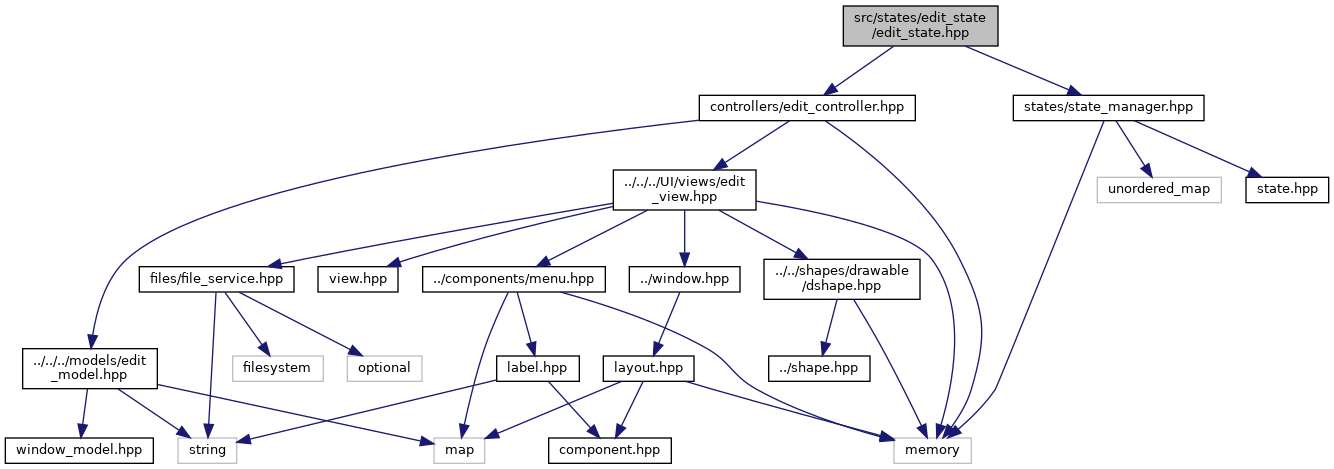 src/states/edit_state
/edit_state.hpp
controllers/edit_controller.hpp
states/state_manager.hpp
../../../UI/views/edit
_view.hpp
unordered_map
state.hpp
files/file_service.hpp
view.hpp
../components/menu.hpp
../window.hpp
../../shapes/drawable
/dshape.hpp
../../../models/edit
_model.hpp
filesystem
optional
label.hpp
layout.hpp
../shape.hpp
window_model.hpp
string
map
component.hpp
memory